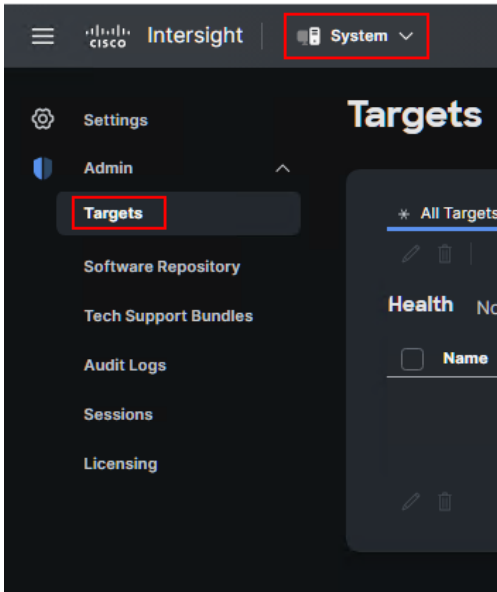 cisco Intersight System
Settings
Admin
Targets
Software Repository
Tech Support Bundles
Audit Logs
Sessions
Licensing
Targets
All Targets
Health No
Name